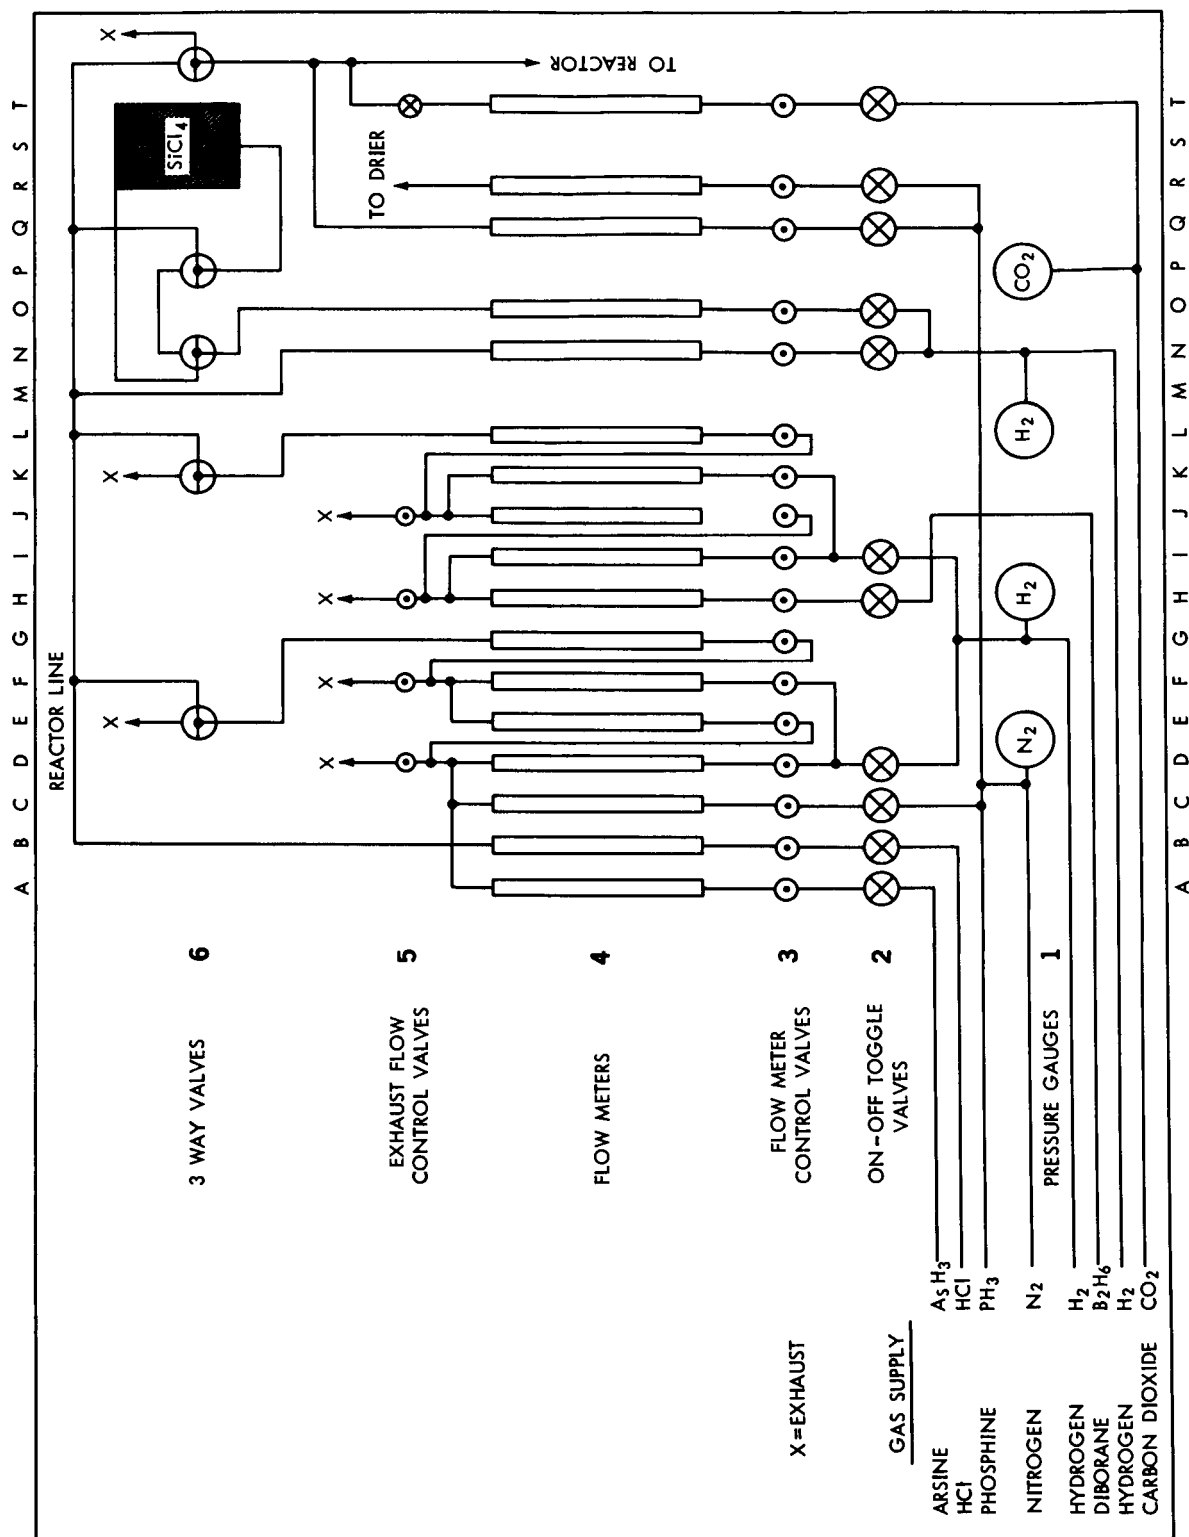 A B C D E F G H I J K L M N O P Q R S T
REACTOR LINE
X
X
X
SiCl4
6
3 WAY VALVES
X
X
X
X
TO DRIER
TO REACTOR
5
EXHAUST FLOW
CONTROL VALVES
4
FLOW METERS
3
FLOW METER
CONTROL VALVES
2
ON-OFF TOGGLE
VALVES
N2
H2
H2
CO2
1
PRESSURE GAUGES
X = EXHAUST
GAS SUPPLY
ARSINE AsH3
HCl HCl
PHOSPHINE PH3
NITROGEN N2
HYDROGEN H2
DIBORANE B2H6
HYDROGEN H2
CARBON DIOXIDE CO2
A B C D E F G H I J K L M N O P Q R S T